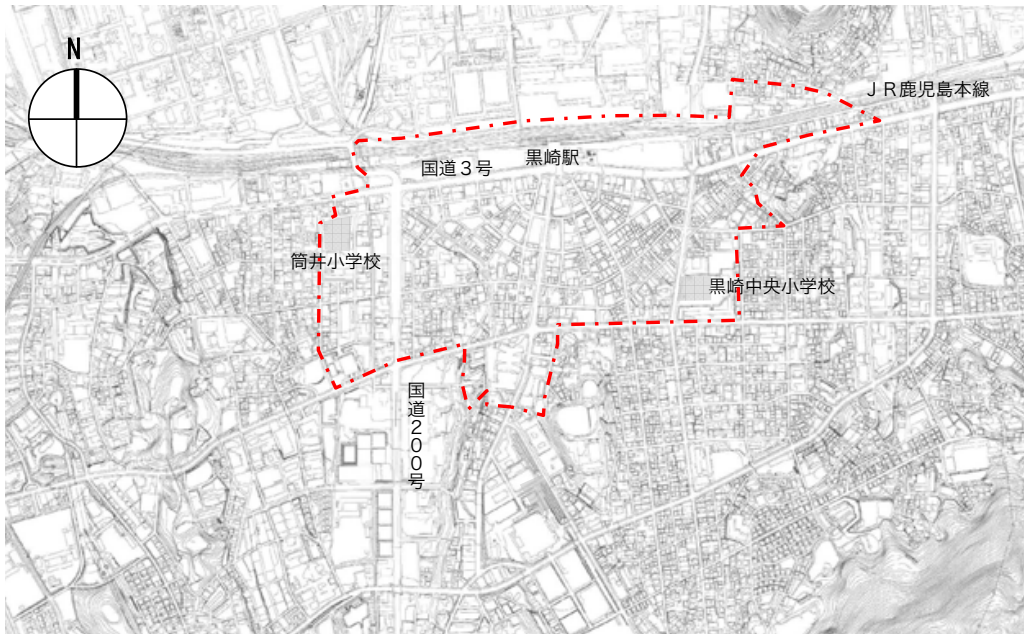 N
ＪＲ鹿児島本線
黒崎駅
国道３号
筒井小学校
黒崎中央小学校
国道２００号